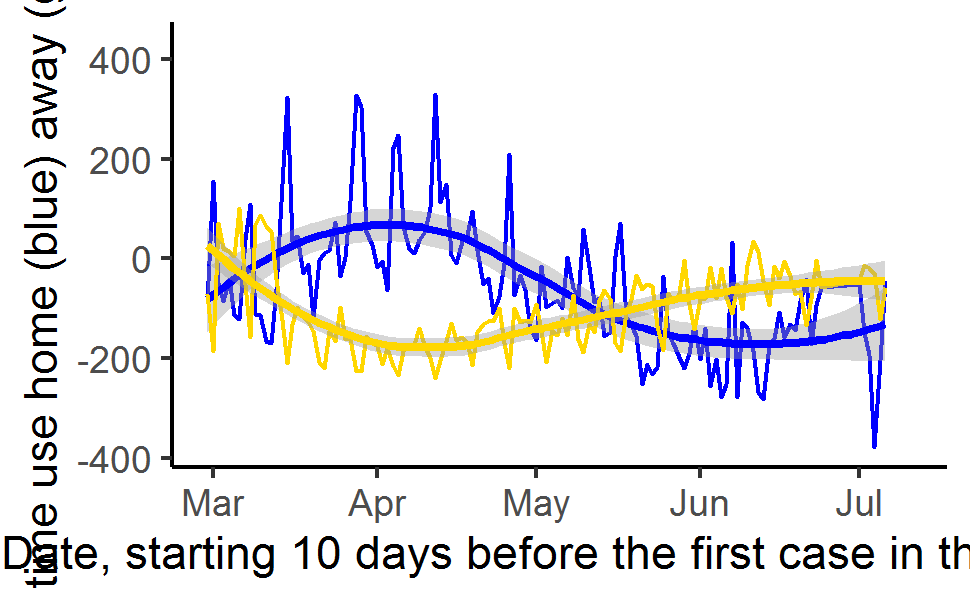 time use home (blue) away (
400
200
0
-200
-400
Mar Apr May Jun Jul
Date, starting 10 days before the first case in th